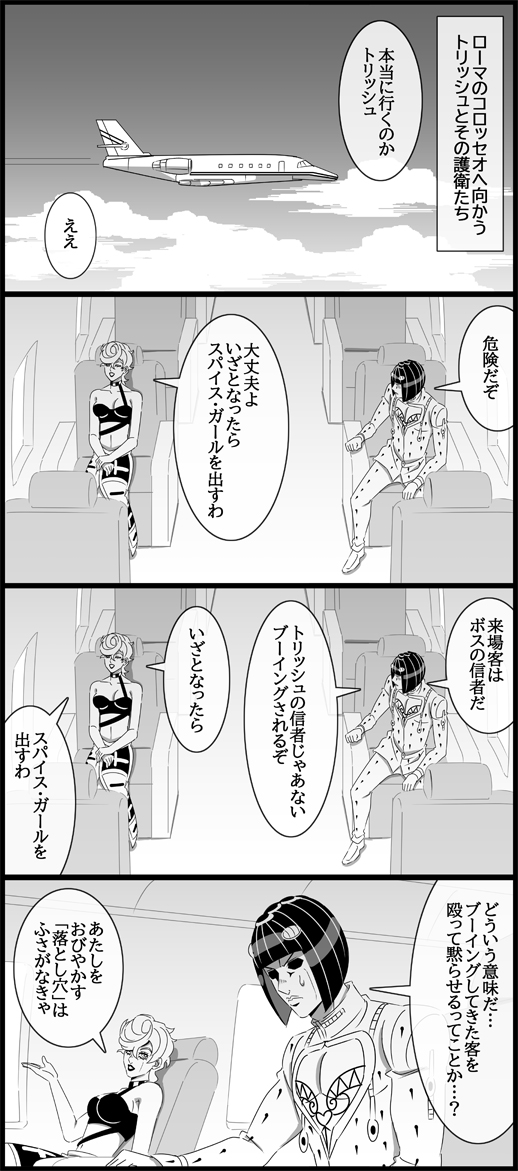 ローマのコロッセオへ向かう
トリッシュとその護衛たち
本当に行くのか
トリッシュ
ええ
危険だぞ
大丈夫よ
いざとなったら
スパイス・ガールを出すわ
来場客は
ボスの信者だ
トリッシュの信者じゃあない
ブーイングされるぞ
いざとなったら
スパイス・ガールを
出すわ
どういう意味だ…
ブーイングしてきた客を
殴って黙らせるってことか…?
あたしを
おびやかす
「落とし穴」は
ふさがなきゃ